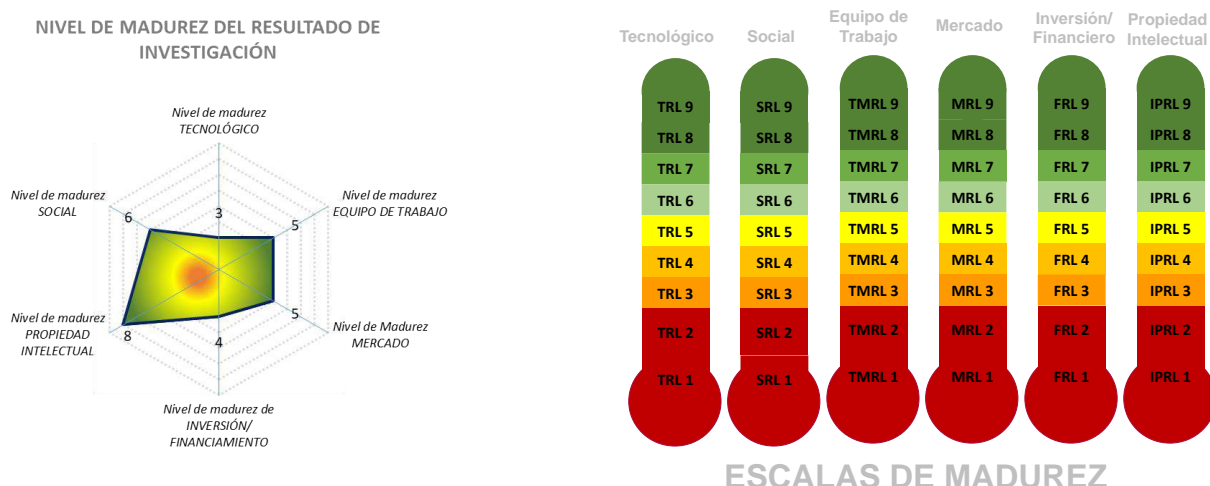 NIVEL DE MADUREZ DEL RESULTADO DE
INVESTIGACIÓN
Nivel de madurez
TECNOLÓGICO
Nivel de madurez
SOCIAL
6
3
5
Nivel de madurez
EQUIPO DE TRABAJO
Nivel de madurez
PROPIEDAD
INTELECTUAL
8
4
5
Nivel de Madurez
MERCADO
Nivel de madurez de
INVERSIÓN/
FINANCIAMIENTO
Tecnológico
Social
Equipo de
Trabajo
Mercado
Inversión/
Financiero
Propiedad
Intelectual
TRL 9 SRL 9 TMRL 9 MRL 9 FRL 9 IPRL 9
TRL 8 SRL 8 TMRL 8 MRL 8 FRL 8 IPRL 8
TRL 7 SRL 7 TMRL 7 MRL 7 FRL 7 IPRL 7
TRL 6 SRL 6 TMRL 6 MRL 6 FRL 6 IPRL 6
TRL 5 SRL 5 TMRL 5 MRL 5 FRL 5 IPRL 5
TRL 4 SRL 4 TMRL 4 MRL 4 FRL 4 IPRL 4
TRL 3 SRL 3 TMRL 3 MRL 3 FRL 3 IPRL 3
TRL 2 SRL 2 TMRL 2 MRL 2 FRL 2 IPRL 2
TRL 1 SRL 1 TMRL 1 MRL 1 FRL 1 IPRL 1
ESCALAS DE MADUREZ